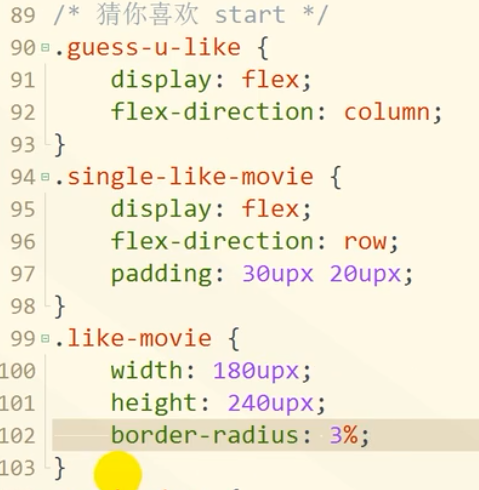 89 /* 猜你喜欢 start */
90 .guess-u-like {
91 display: flex;
92 flex-direction: column;
93 }
94 .single-like-movie {
95 display: flex;
96 flex-direction: row;
97 padding: 30upx 20upx;
98 }
99 .like-movie {
100 width: 180upx;
101 height: 240upx;
102 border-radius: 3%;
103 }